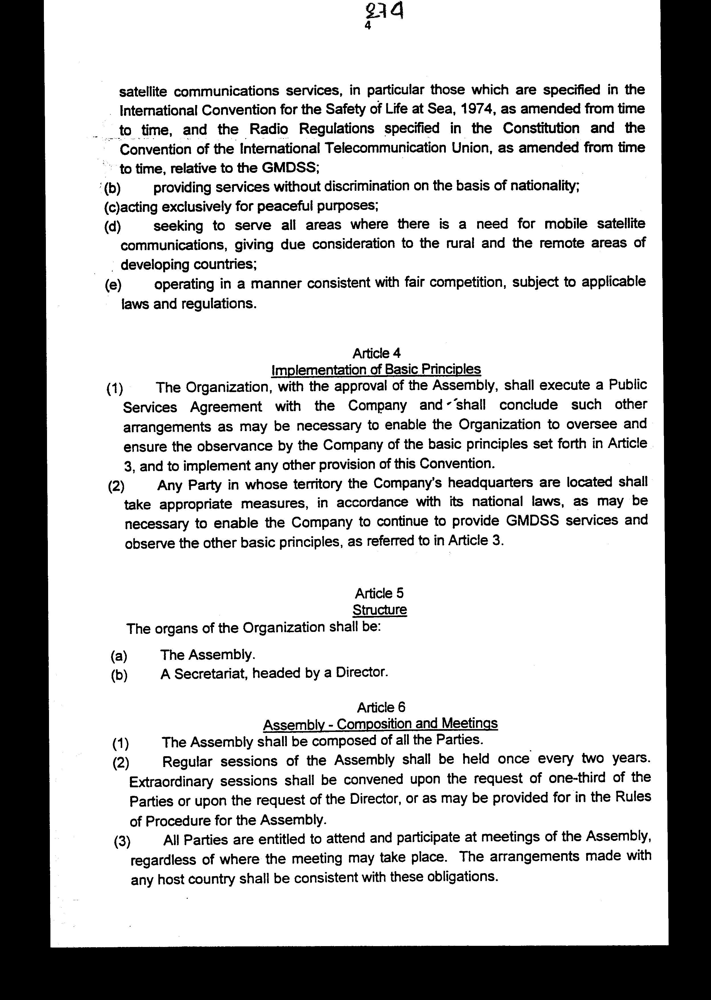 274
4
satellite communications services, in particular those which are specified in the
International Convention for the Safety of Life at Sea, 1974, as amended from time
to time, and the Radio Regulations specified in the Constitution and the
Convention of the International Telecommunication Union, as amended from time
to time, relative to the GMDSS;
(b) providing services without discrimination on the basis of nationality;
(c)acting exclusively for peaceful purposes;
(d) seeking to serve all areas where there is a need for mobile satellite
communications, giving due consideration to the rural and the remote areas of
developing countries;
(e) operating in a manner consistent with fair competition, subject to applicable
laws and regulations.
Article 4
Implementation of Basic Principles
(1) The Organization, with the approval of the Assembly, shall execute a Public
Services Agreement with the Company and shall conclude such other
arrangements as may be necessary to enable the Organization to oversee and
ensure the observance by the Company of the basic principles set forth in Article
3, and to implement any other provision of this Convention.
(2) Any Party in whose territory the Company's headquarters are located shall
take appropriate measures, in accordance with its national laws, as may be
necessary to enable the Company to continue to provide GMDSS services and
observe the other basic principles, as referred to in Article 3.
Article 5
Structure
The organs of the Organization shall be:
(a) The Assembly.
(b) A Secretariat, headed by a Director.
Article 6
Assembly - Composition and Meetings
(1) The Assembly shall be composed of all the Parties.
(2) Regular sessions of the Assembly shall be held once every two years.
Extraordinary sessions shall be convened upon the request of one-third of the
Parties or upon the request of the Director, or as may be provided for in the Rules
of Procedure for the Assembly.
(3) All Parties are entitled to attend and participate at meetings of the Assembly,
regardless of where the meeting may take place. The arrangements made with
any host country shall be consistent with these obligations.